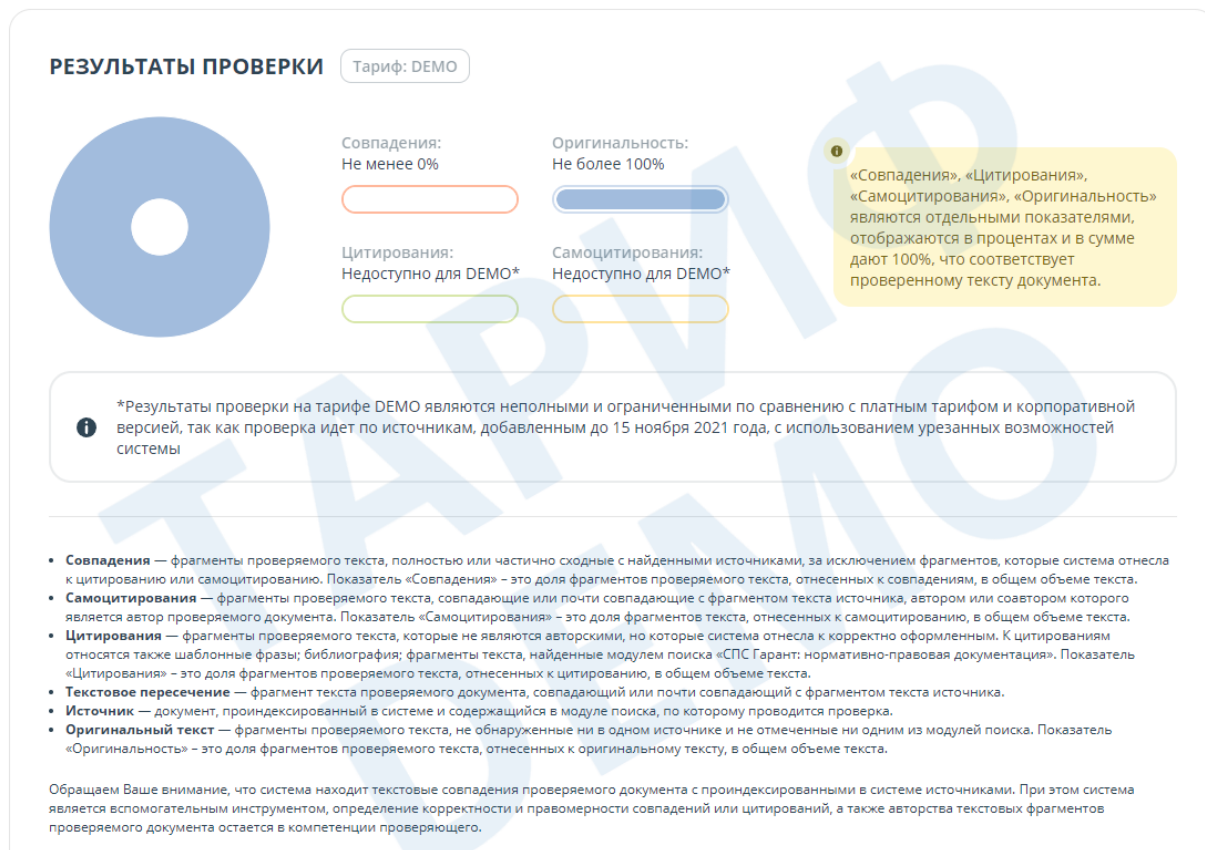 РЕЗУЛЬТАТЫ ПРОВЕРКИ
Тариф: DEMO
Совпадения:
Не менее 0%
Оригинальность:
Не более 100%
Цитирования:
Недоступно для DEMO*
Самоцитирования:
Недоступно для DEMO*
«Совпадения», «Цитирования»,
«Самоцитирования», «Оригинальность»
являются отдельными показателями,
отображаются в процентах и в сумме
дают 100%, что соответствует
проверенному тексту документа.
*Результаты проверки на тарифе DEMO являются неполными и ограниченными по сравнению с платным тарифом и корпоративной
версией, так как проверка идет по источникам, добавленным до 15 ноября 2021 года, с использованием урезанных возможностей
системы
• Совпадения — фрагменты проверяемого текста, полностью или частично сходные с найденными источниками, за исключением фрагментов, которые система отнесла
к цитированию или самоцитированию. Показатель «Совпадения» – это доля фрагментов проверяемого текста, отнесенных к совпадениям, в общем объеме текста.
• Самоцитирования — фрагменты проверяемого текста, совпадающие или почти совпадающие с фрагментом текста источника, автором или соавтором которого
является автор проверяемого документа. Показатель «Самоцитирования» – это доля фрагментов текста, отнесенных к самоцитированию, в общем объеме текста.
• Цитирования — фрагменты проверяемого текста, которые не являются авторскими, но которые система отнесла к корректно оформленным. К цитированиям
относятся также шаблонные фразы; библиография; фрагменты текста, найденные модулем поиска «СПС Гарант: нормативно-правовая документация». Показатель
«Цитирования» – это доля фрагментов проверяемого текста, отнесенных к цитированию, в общем объеме текста.
• Текстовое пересечение — фрагмент текста проверяемого документа, совпадающий или почти совпадающий с фрагментом текста источника.
• Источник — документ, проиндексированный в системе и содержащийся в модуле поиска, по которому проводится проверка.
• Оригинальный текст — фрагменты проверяемого текста, не обнаруженные ни в одном источнике и не отмеченные ни одним из модулей поиска. Показатель
«Оригинальность» – это доля фрагментов проверяемого текста, отнесенных к оригинальному тексту, в общем объеме текста.
Обращаем Ваше внимание, что система находит текстовые совпадения проверяемого документа с проиндексированными в системе источниками. При этом система
является вспомогательным инструментом, определение корректности и правомерности совпадений или цитирований, а также авторства текстовых фрагментов
проверяемого документа остается в компетенции проверяющего.
ТАРИФ
DEMO